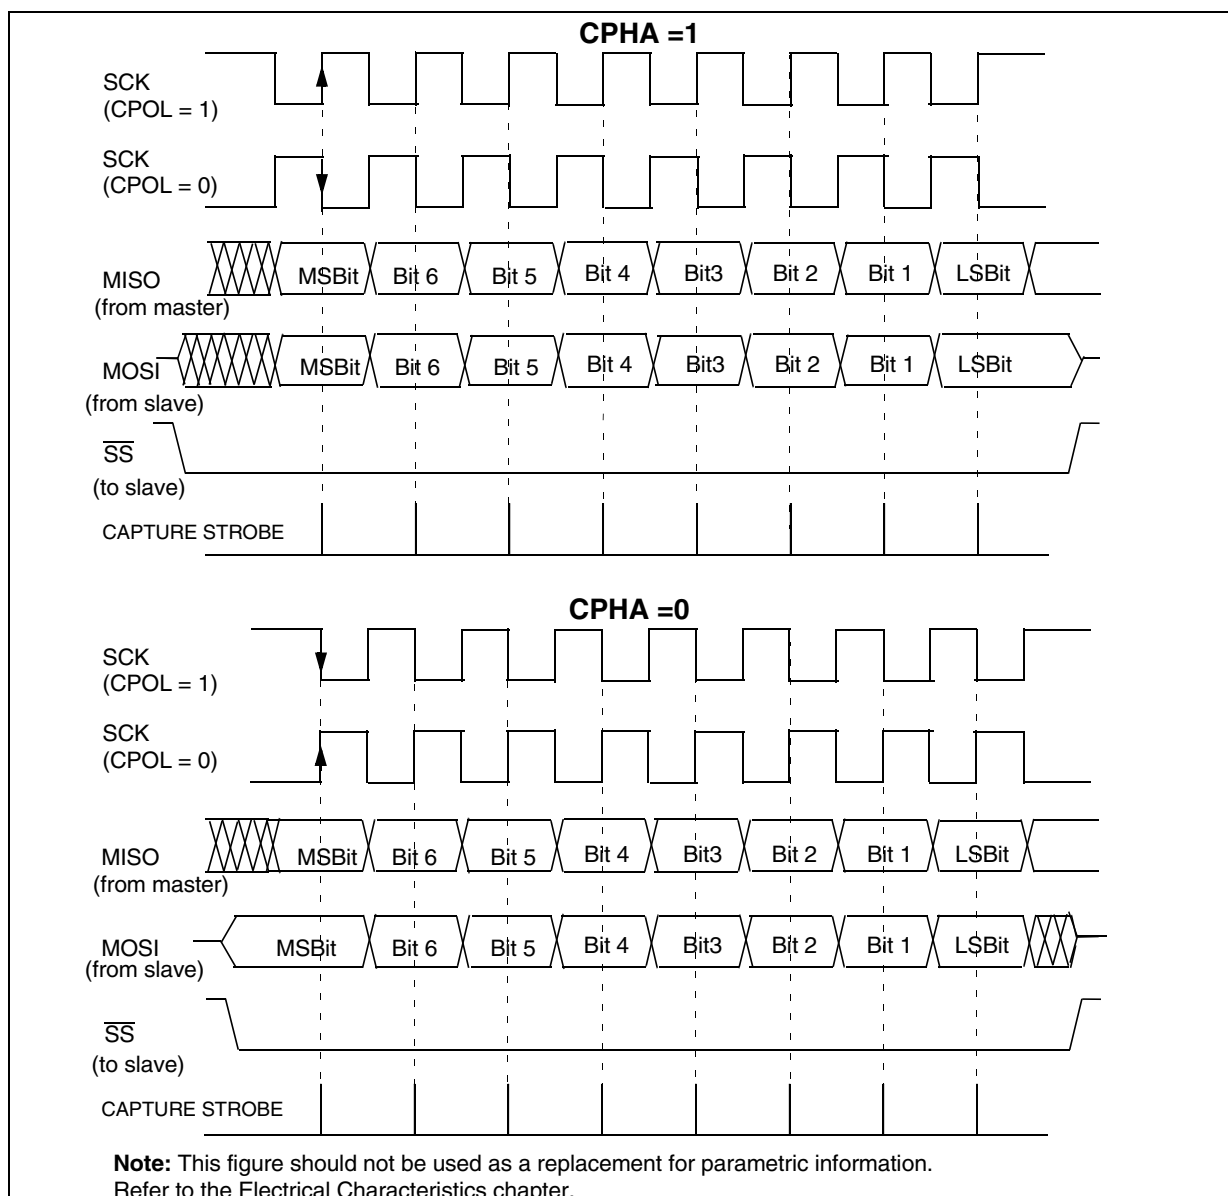 CPHA =1
SCK
(CPOL = 1)
SCK
(CPOL = 0)
MISO
(from master)
MSBit Bit 6 Bit 5 Bit 4 Bit3 Bit 2 Bit 1 LSBit
MOSI
(from slave)
MSBit Bit 6 Bit 5 Bit 4 Bit3 Bit 2 Bit 1 LSBit
SS
(to slave)
CAPTURE STROBE
CPHA =0
SCK
(CPOL = 1)
SCK
(CPOL = 0)
MISO
(from master)
MSBit Bit 6 Bit 5 Bit 4 Bit3 Bit 2 Bit 1 LSBit
MOSI
(from slave)
MSBit Bit 6 Bit 5 Bit 4 Bit3 Bit 2 Bit 1 LSBit
SS
(to slave)
CAPTURE STROBE
Note: This figure should not be used as a replacement for parametric information.
Refer to the Electrical Characteristics chapter.